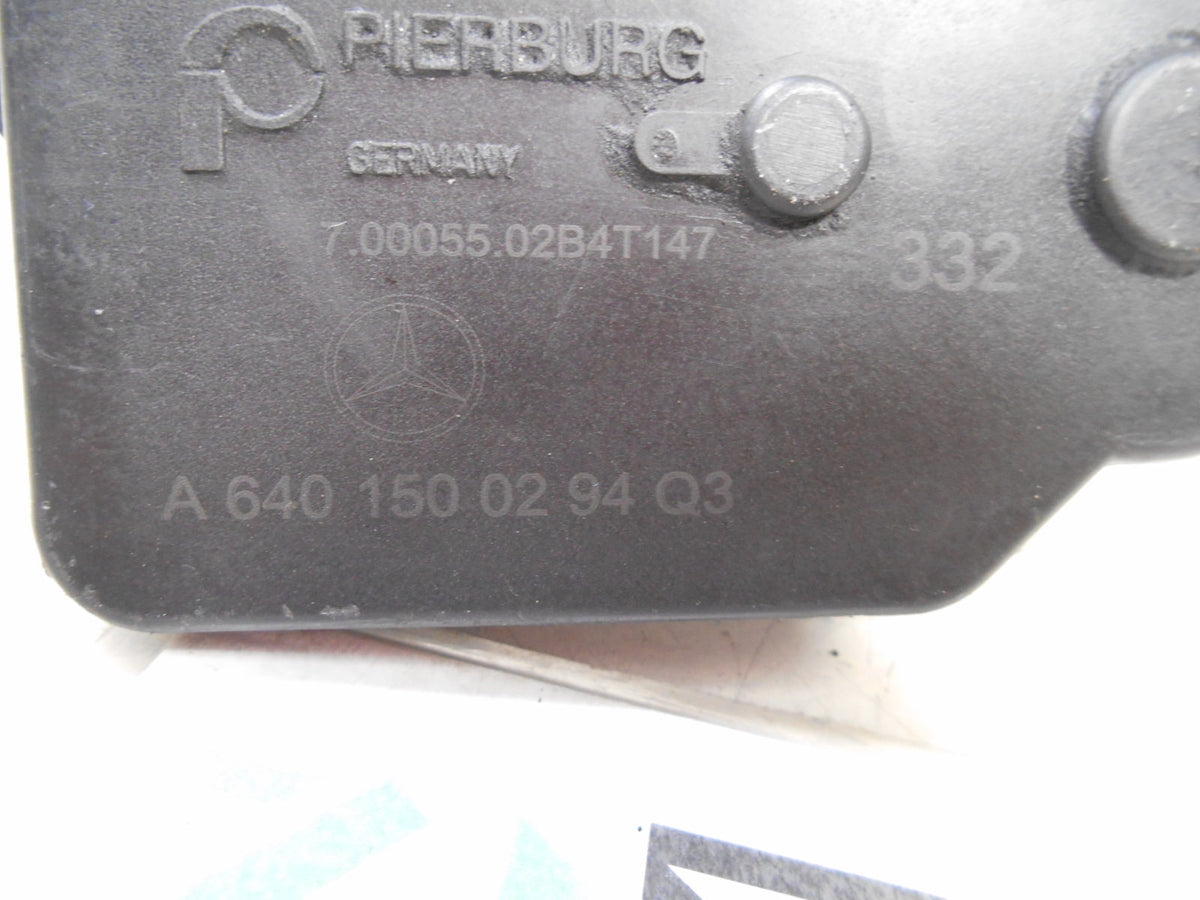 PIERBURG
GERMANY
7.00055.02B4T147
332
A 640 150 02 94 Q3